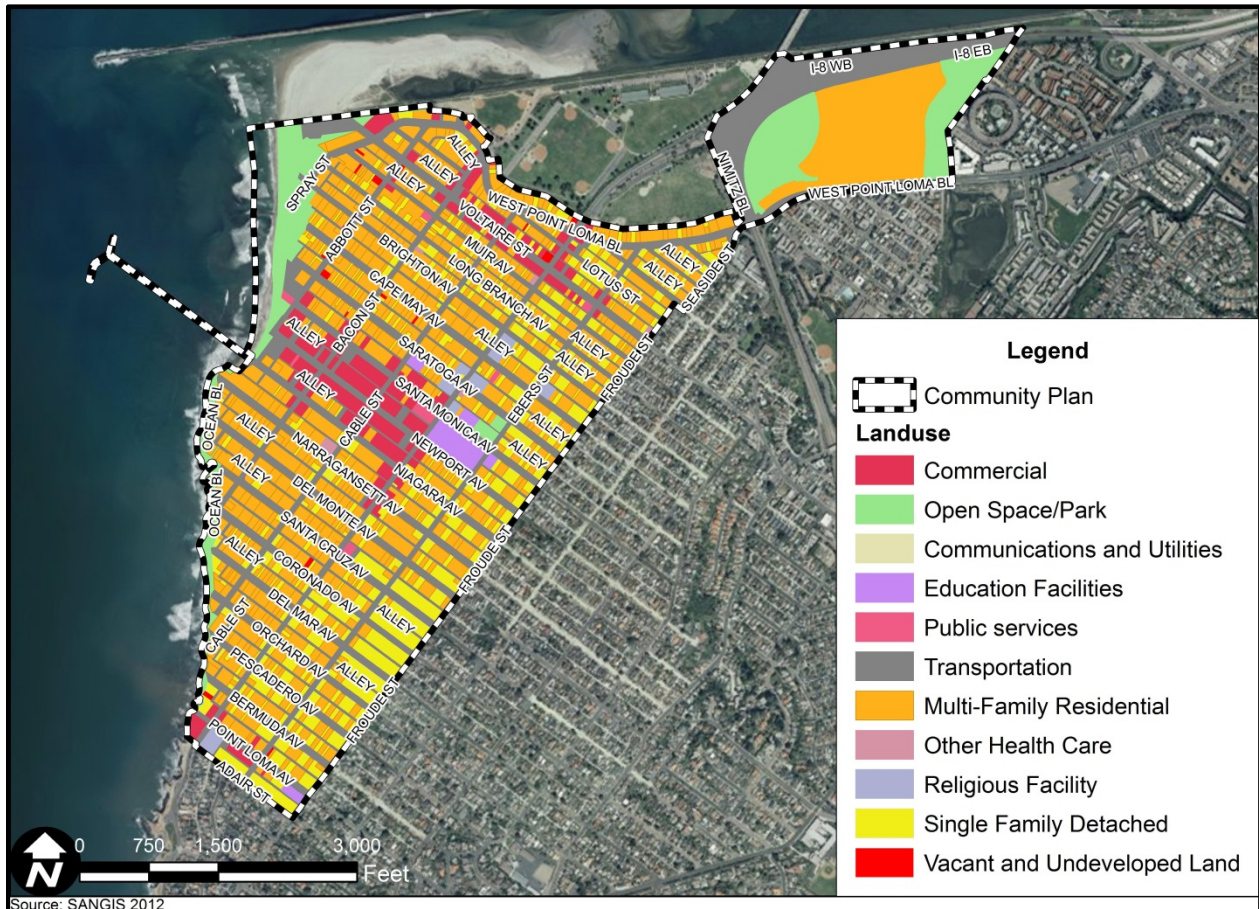 I-8 WB
I-8 EB
NIMITZ BL
WEST POINT LOMA BL
SPRAY ST
ALLEY
ALLEY
ALLEY
ABBOTT ST
VOLTAIRE ST
WEST POINT LOMA BL
MUIR AV
BRIGHTON AV
LONG BRANCH AV
LOTUS ST
ALLEY
ALLEY
SEASIDE ST
CAPE MAY AV
BACON ST
ALLEY
ALLEY
ALLEY
ALLEY
SARATOGA AV
ALLEY
EBERS ST
FROUDE ST
OCEAN BL
CABLE ST
SANTA MONICA AV
ALLEY
ALLEY
NEWPORT AV
NIAGARA AV
NARRAGANSETT AV
ALLEY
OCEAN BL
ALLEY
DEL MONTE AV
SANTA CRUZ AV
FROUDE ST
ALLEY
CORONADO AV
ALLEY
DEL MAR AV
CABLE ST
ORCHARD AV
ALLEY
PESCADERO AV
FROUDE ST
BERMUDA AV
POINT LOMA AV
ADAIR ST
Legend
Community Plan
Landuse
Commercial
Open Space/Park
Communications and Utilities
Education Facilities
Public services
Transportation
Multi-Family Residential
Other Health Care
Religious Facility
Single Family Detached
Vacant and Undeveloped Land
N
0 750 1,500 3,000
Feet
Source: SANGIS 2012